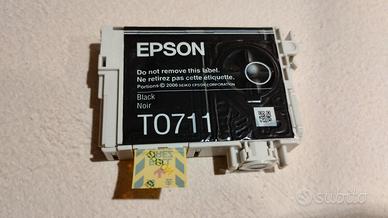 EPSON
Do not remove this label.
Ne retirez pas cette étiquette.
Portions © 2006 SEIKO EPSON CORPORATION
Black
Noir
T0711
subito